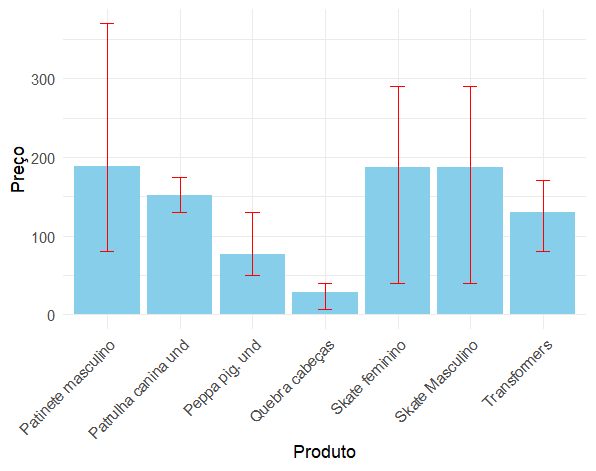 Preço
300
200
100
0
Patinete masculino
Patrulha canina und
Peppa pig. und
Quebra cabeças
Skate feminino
Skate Masculino
Transformers
Produto